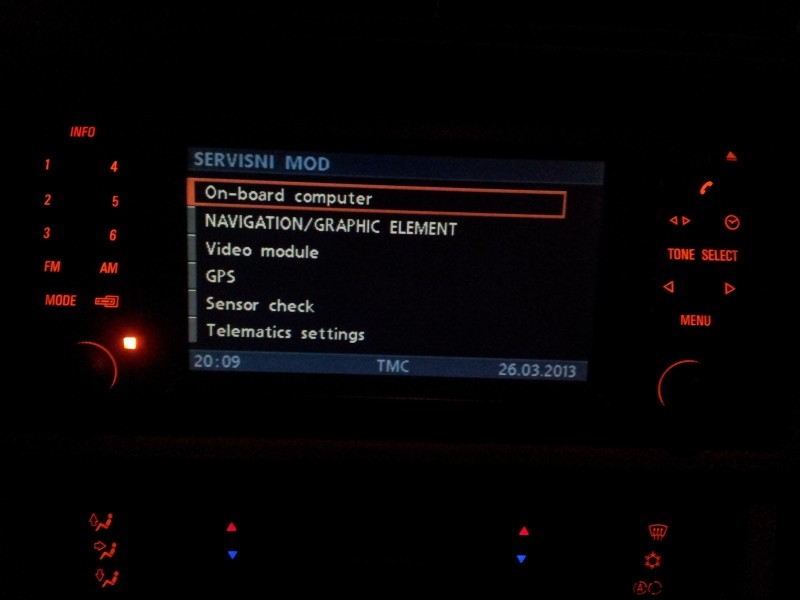 INFO
1 4
2 5
3 6
FM AM
MODE
SERVISNI MOD
On-board computer
NAVIGATION/GRAPHIC ELEMENT
Video module
GPS
Sensor check
Telematics settings
20:09 TMC 26.03.2013
TONE SELECT
MENU
A